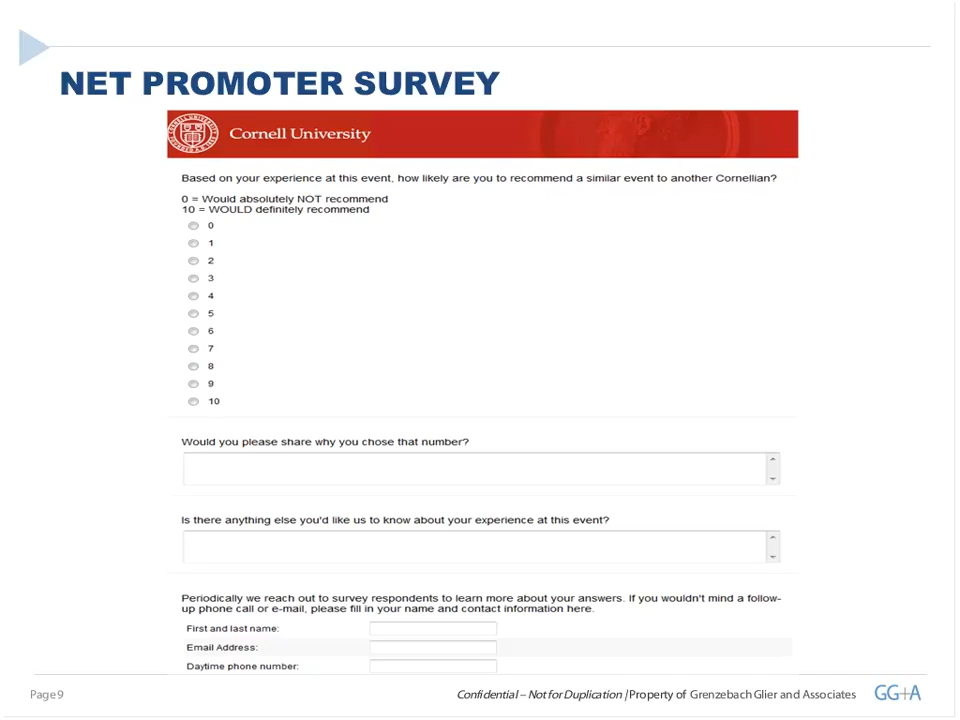 NET PROMOTER SURVEY
Cornell University
Based on your experience at this event, how likely are you to recommend a similar event to another Cornellian?
0 = Would absolutely NOT recommend
10 = WOULD definitely recommend
0
1
2
3
4
5
6
7
8
9
10
Would you please share why you chose that number?
Is there anything else you'd like us to know about your experience at this event?
Periodically we reach out to survey respondents to learn more about your answers. If you wouldn't mind a follow-
up phone call or e-mail, please fill in your name and contact information here.
First and last name:
Email Address:
Daytime phone number:
Page 9
Confidential – Not for Duplication | Property of Grenzebach Glier and Associates
GG+A